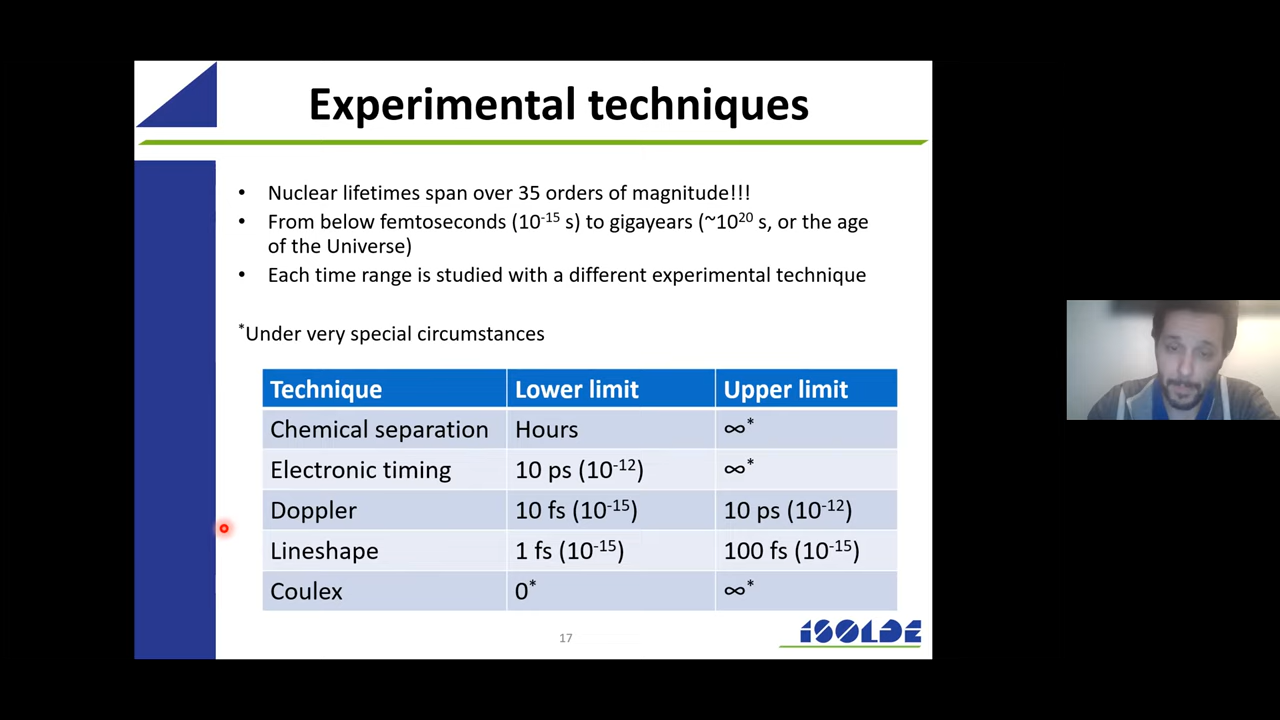 Experimental techniques
• Nuclear lifetimes span over 35 orders of magnitude!!!
• From below femtoseconds (10⁻¹⁵ s) to gigayears (~10²⁰ s, or the age
of the Universe)
• Each time range is studied with a different experimental technique
*Under very special circumstances
Technique Lower limit Upper limit
Chemical separation Hours ∞*
Electronic timing 10 ps (10⁻¹²) ∞*
Doppler 10 fs (10⁻¹⁵) 10 ps (10⁻¹²)
Lineshape 1 fs (10⁻¹⁵) 100 fs (10⁻¹⁵)
Coulex 0* ∞*
17
ISOLDE